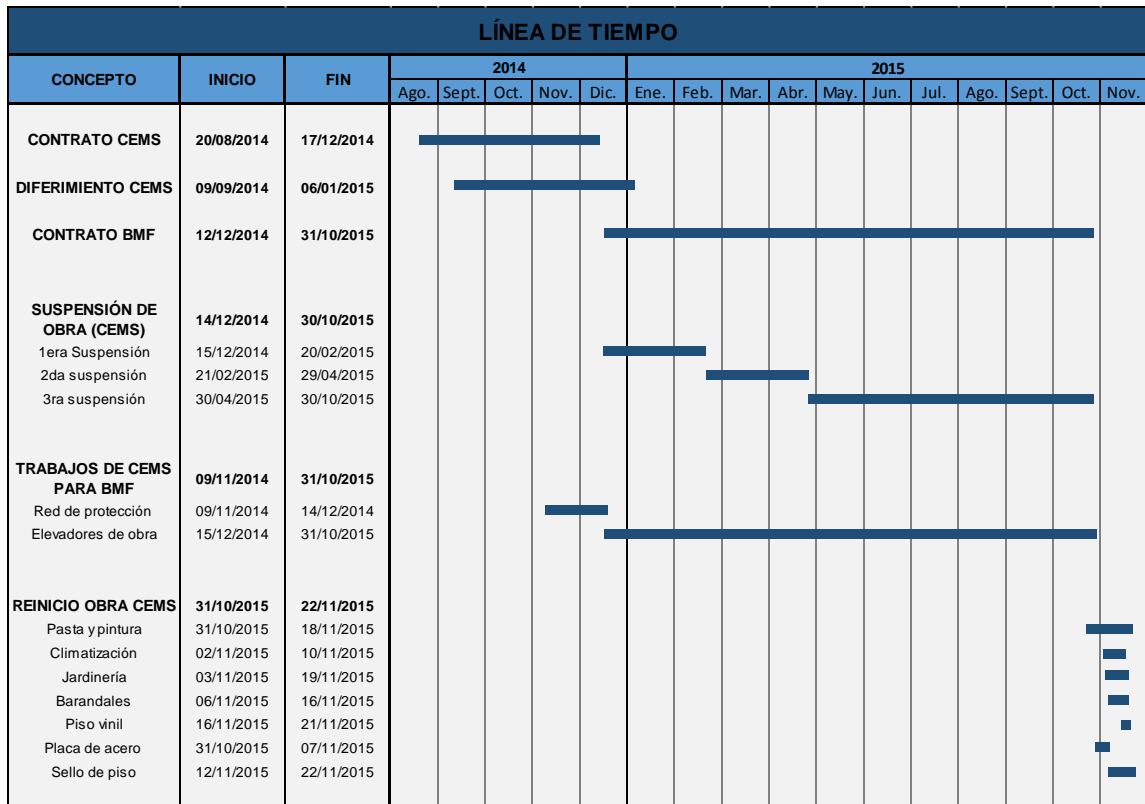 LÍNEA DE TIEMPO
CONCEPTO INICIO FIN 2014 2015
Ago. Sept. Oct. Nov. Dic. Ene. Feb. Mar. Abr. May. Jun. Jul. Ago. Sept. Oct. Nov.
CONTRATO CEMS 20/08/2014 17/12/2014
DIFERIMIENTO CEMS 09/09/2014 06/01/2015
CONTRATO BMF 12/12/2014 31/10/2015
SUSPENSIÓN DE
OBRA (CEMS) 14/12/2014 30/10/2015
1era Suspensión 15/12/2014 20/02/2015
2da suspensión 21/02/2015 29/04/2015
3ra suspensión 30/04/2015 30/10/2015
TRABAJOS DE CEMS
PARA BMF 09/11/2014 31/10/2015
Red de protección 09/11/2014 14/12/2014
Elevadores de obra 15/12/2014 31/10/2015
REINICIO OBRA CEMS 31/10/2015 22/11/2015
Pasta y pintura 31/10/2015 18/11/2015
Climatización 02/11/2015 10/11/2015
Jardinería 03/11/2015 19/11/2015
Barandales 06/11/2015 16/11/2015
Piso vinil 16/11/2015 21/11/2015
Placa de acero 31/10/2015 07/11/2015
Sello de piso 12/11/2015 22/11/2015